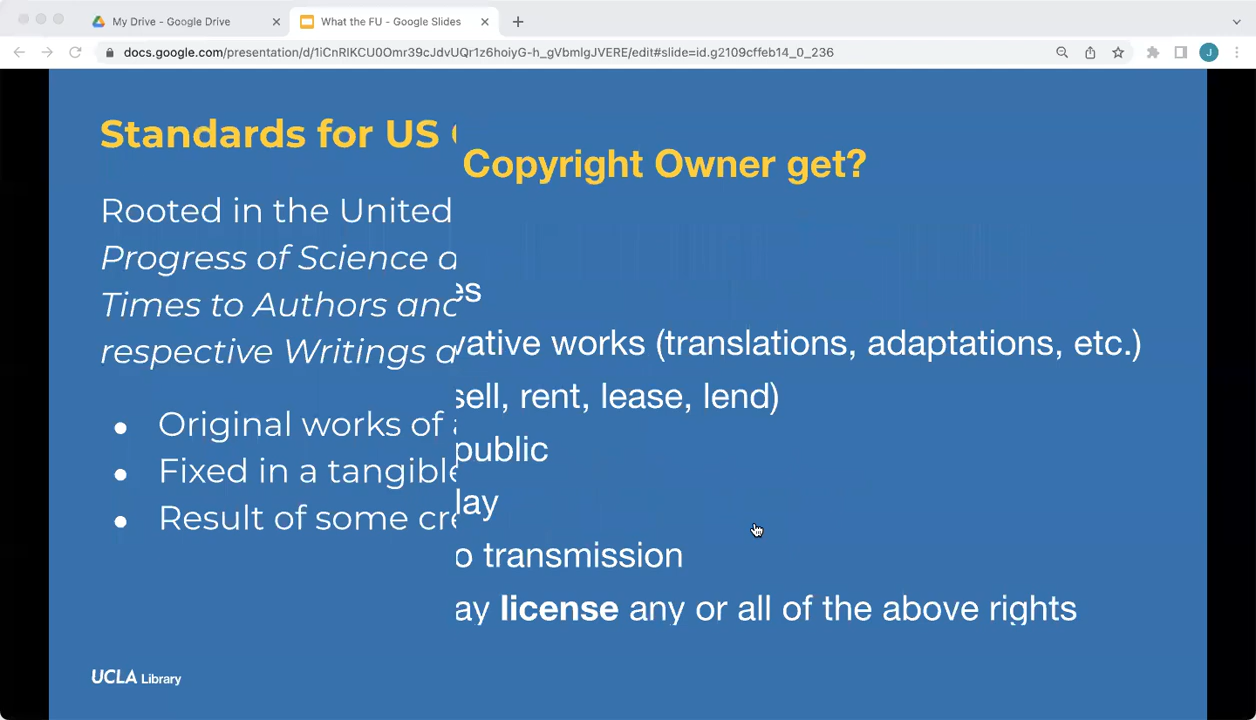 My Drive - Google Drive
What the FU - Google Slides
docs.google.com/presentation/d/1iCnRlKCU0Omr39cJdvUQr1z6hoiyG-h_gVbmlgJVERE/edit#slide=id.g2109cffeb14_0_236
J
Standards for US
Copyright Owner get?
Rooted in the United
Progress of Science a
Times to Authors and
respective Writings a
Original works of a
Fixed in a tangible
Result of some cre
es
vative works (translations, adaptations, etc.)
sell, rent, lease, lend)
public
lay
o transmission
ay license any or all of the above rights
UCLA Library